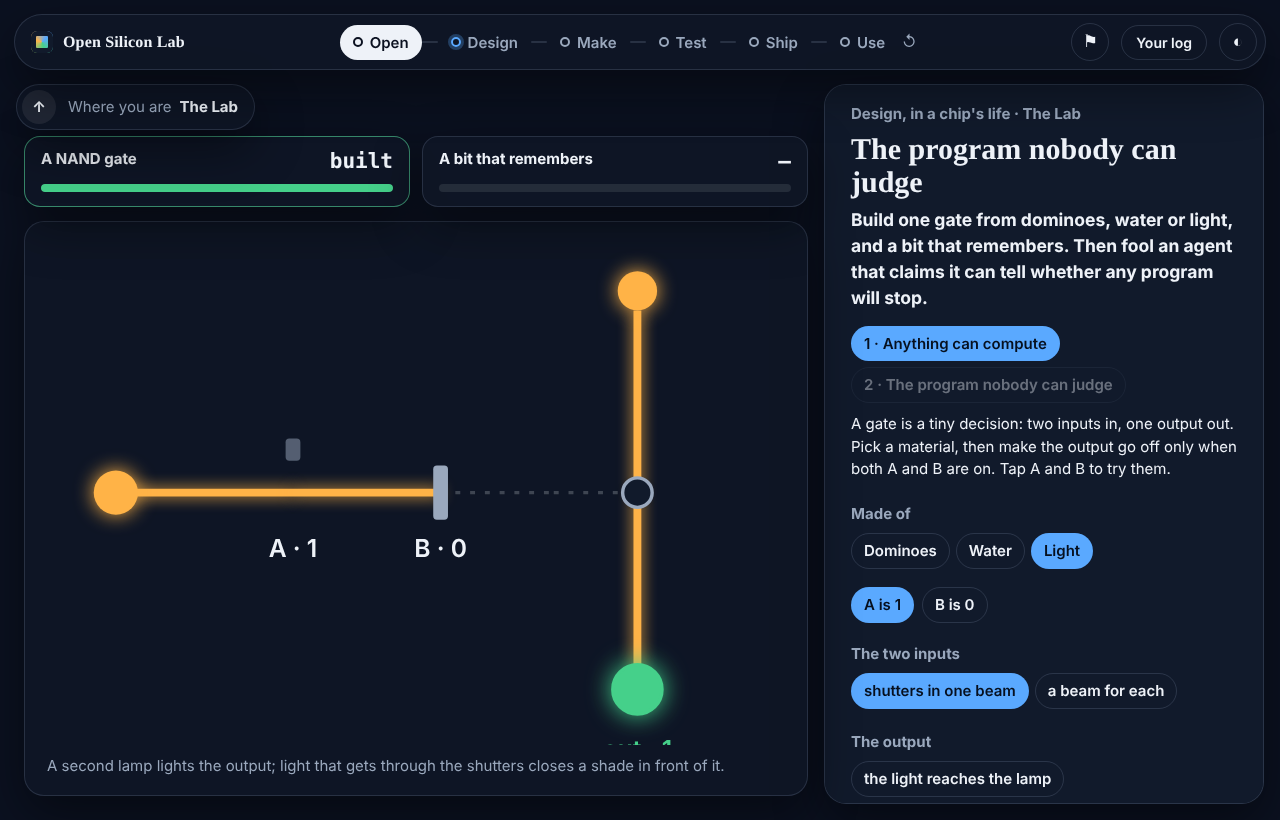 Open Silicon Lab
Open
Design
Make
Test
Ship
Use
Your log
Where you are The Lab
A NAND gate
built
A bit that remembers
–
A · 1
B · 0
A second lamp lights the output; light that gets through the shutters closes a shade in front of it.
Design, in a chip's life · The Lab
The program nobody can
judge
Build one gate from dominoes, water or light,
and a bit that remembers. Then fool an agent
that claims it can tell whether any program
will stop.
1 · Anything can compute
2 · The program nobody can judge
A gate is a tiny decision: two inputs in, one output out.
Pick a material, then make the output go off only when
both A and B are on. Tap A and B to try them.
Made of
Dominoes
Water
Light
A is 1
B is 0
The two inputs
shutters in one beam
a beam for each
The output
the light reaches the lamp